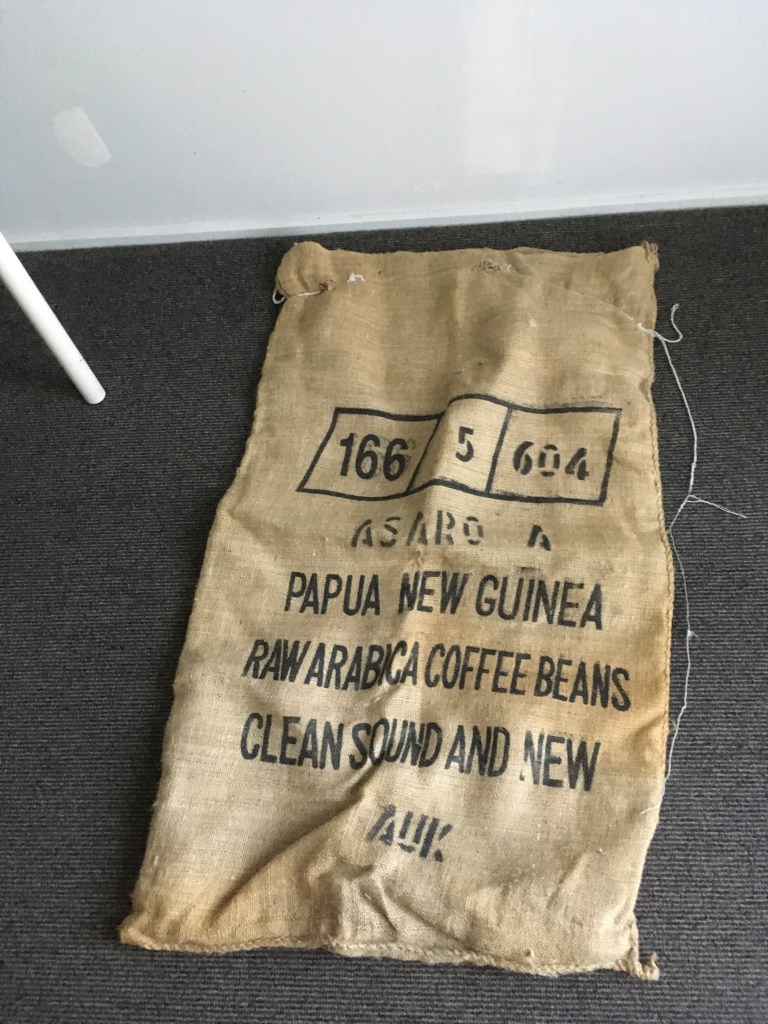 166 5 604
ASARO A
PAPUA NEW GUINEA
RAW ARABICA COFFEE BEANS
CLEAN SOUND AND NEW
AUK